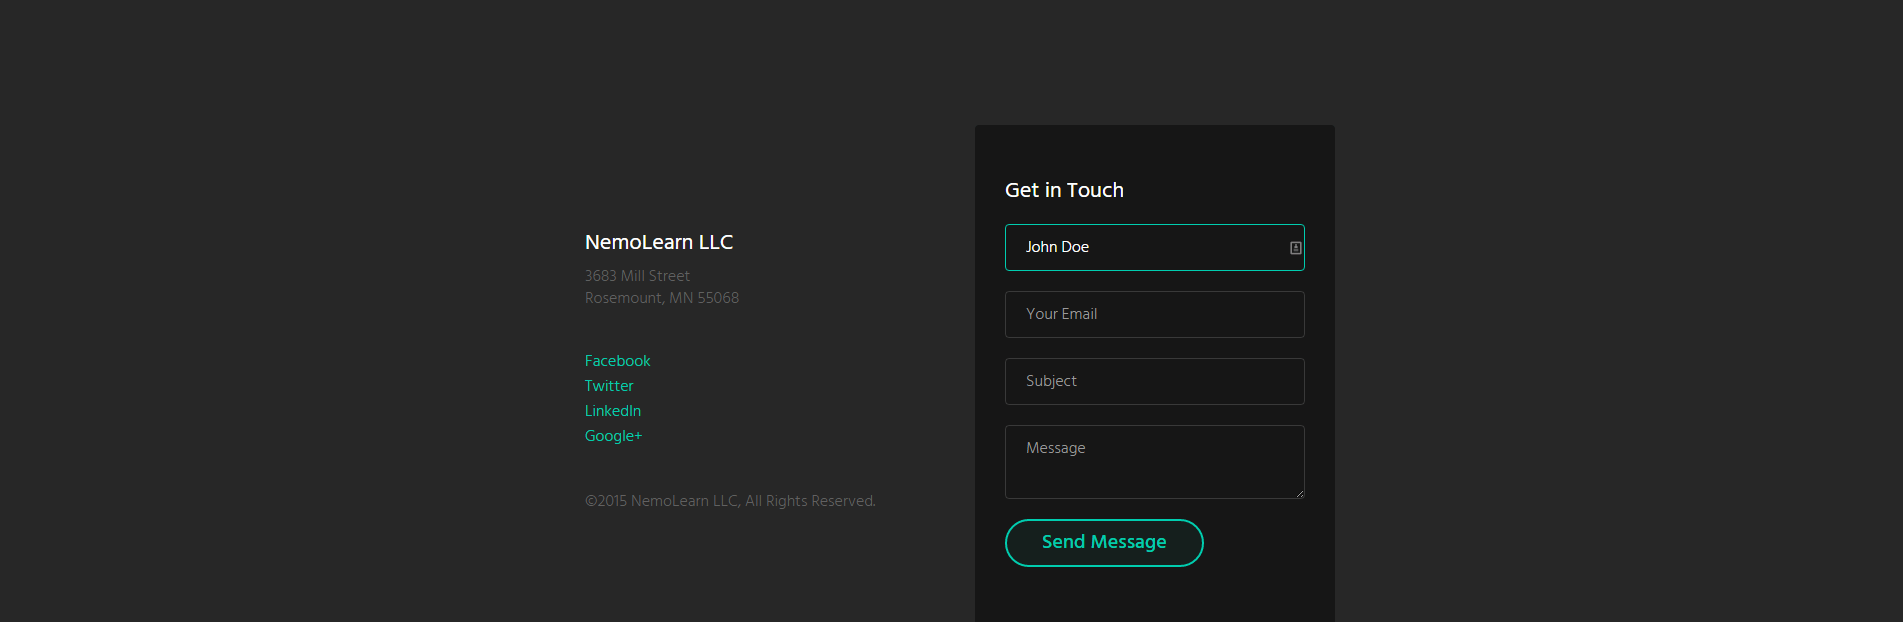 NemoLearn LLC
3683 Mill Street
Rosemount, MN 55068
Facebook
Twitter
LinkedIn
Google+
©2015 NemoLearn LLC, All Rights Reserved.
Get in Touch
John Doe
Your Email
Subject
Message
Send Message